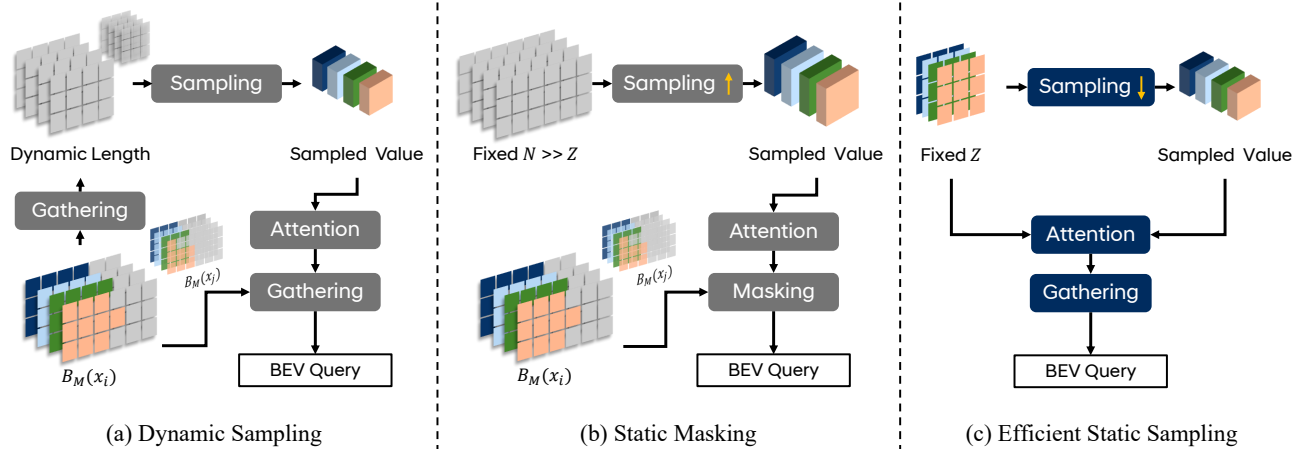 Sampling
Dynamic Length
Sampled Value
Gathering
Attention
B_M(x_j)
Gathering
B_M(x_i)
BEV Query
(a) Dynamic Sampling
Sampling ↑
Fixed N >> Z
Sampled Value
Attention
B_M(x_j)
Masking
B_M(x_i)
BEV Query
(b) Static Masking
Sampling ↓
Fixed Z
Sampled Value
Attention
Gathering
BEV Query
(c) Efficient Static Sampling